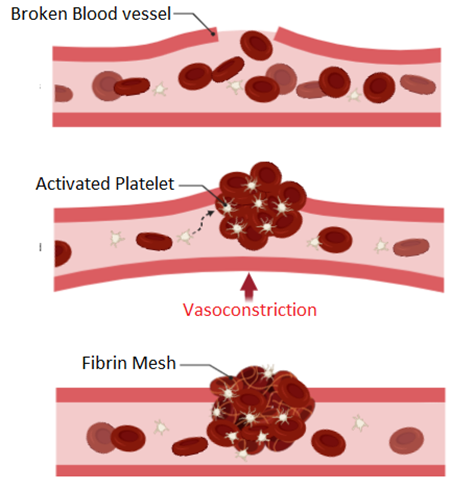 Broken Blood vessel
Activated Platelet
Vasoconstriction
Fibrin Mesh